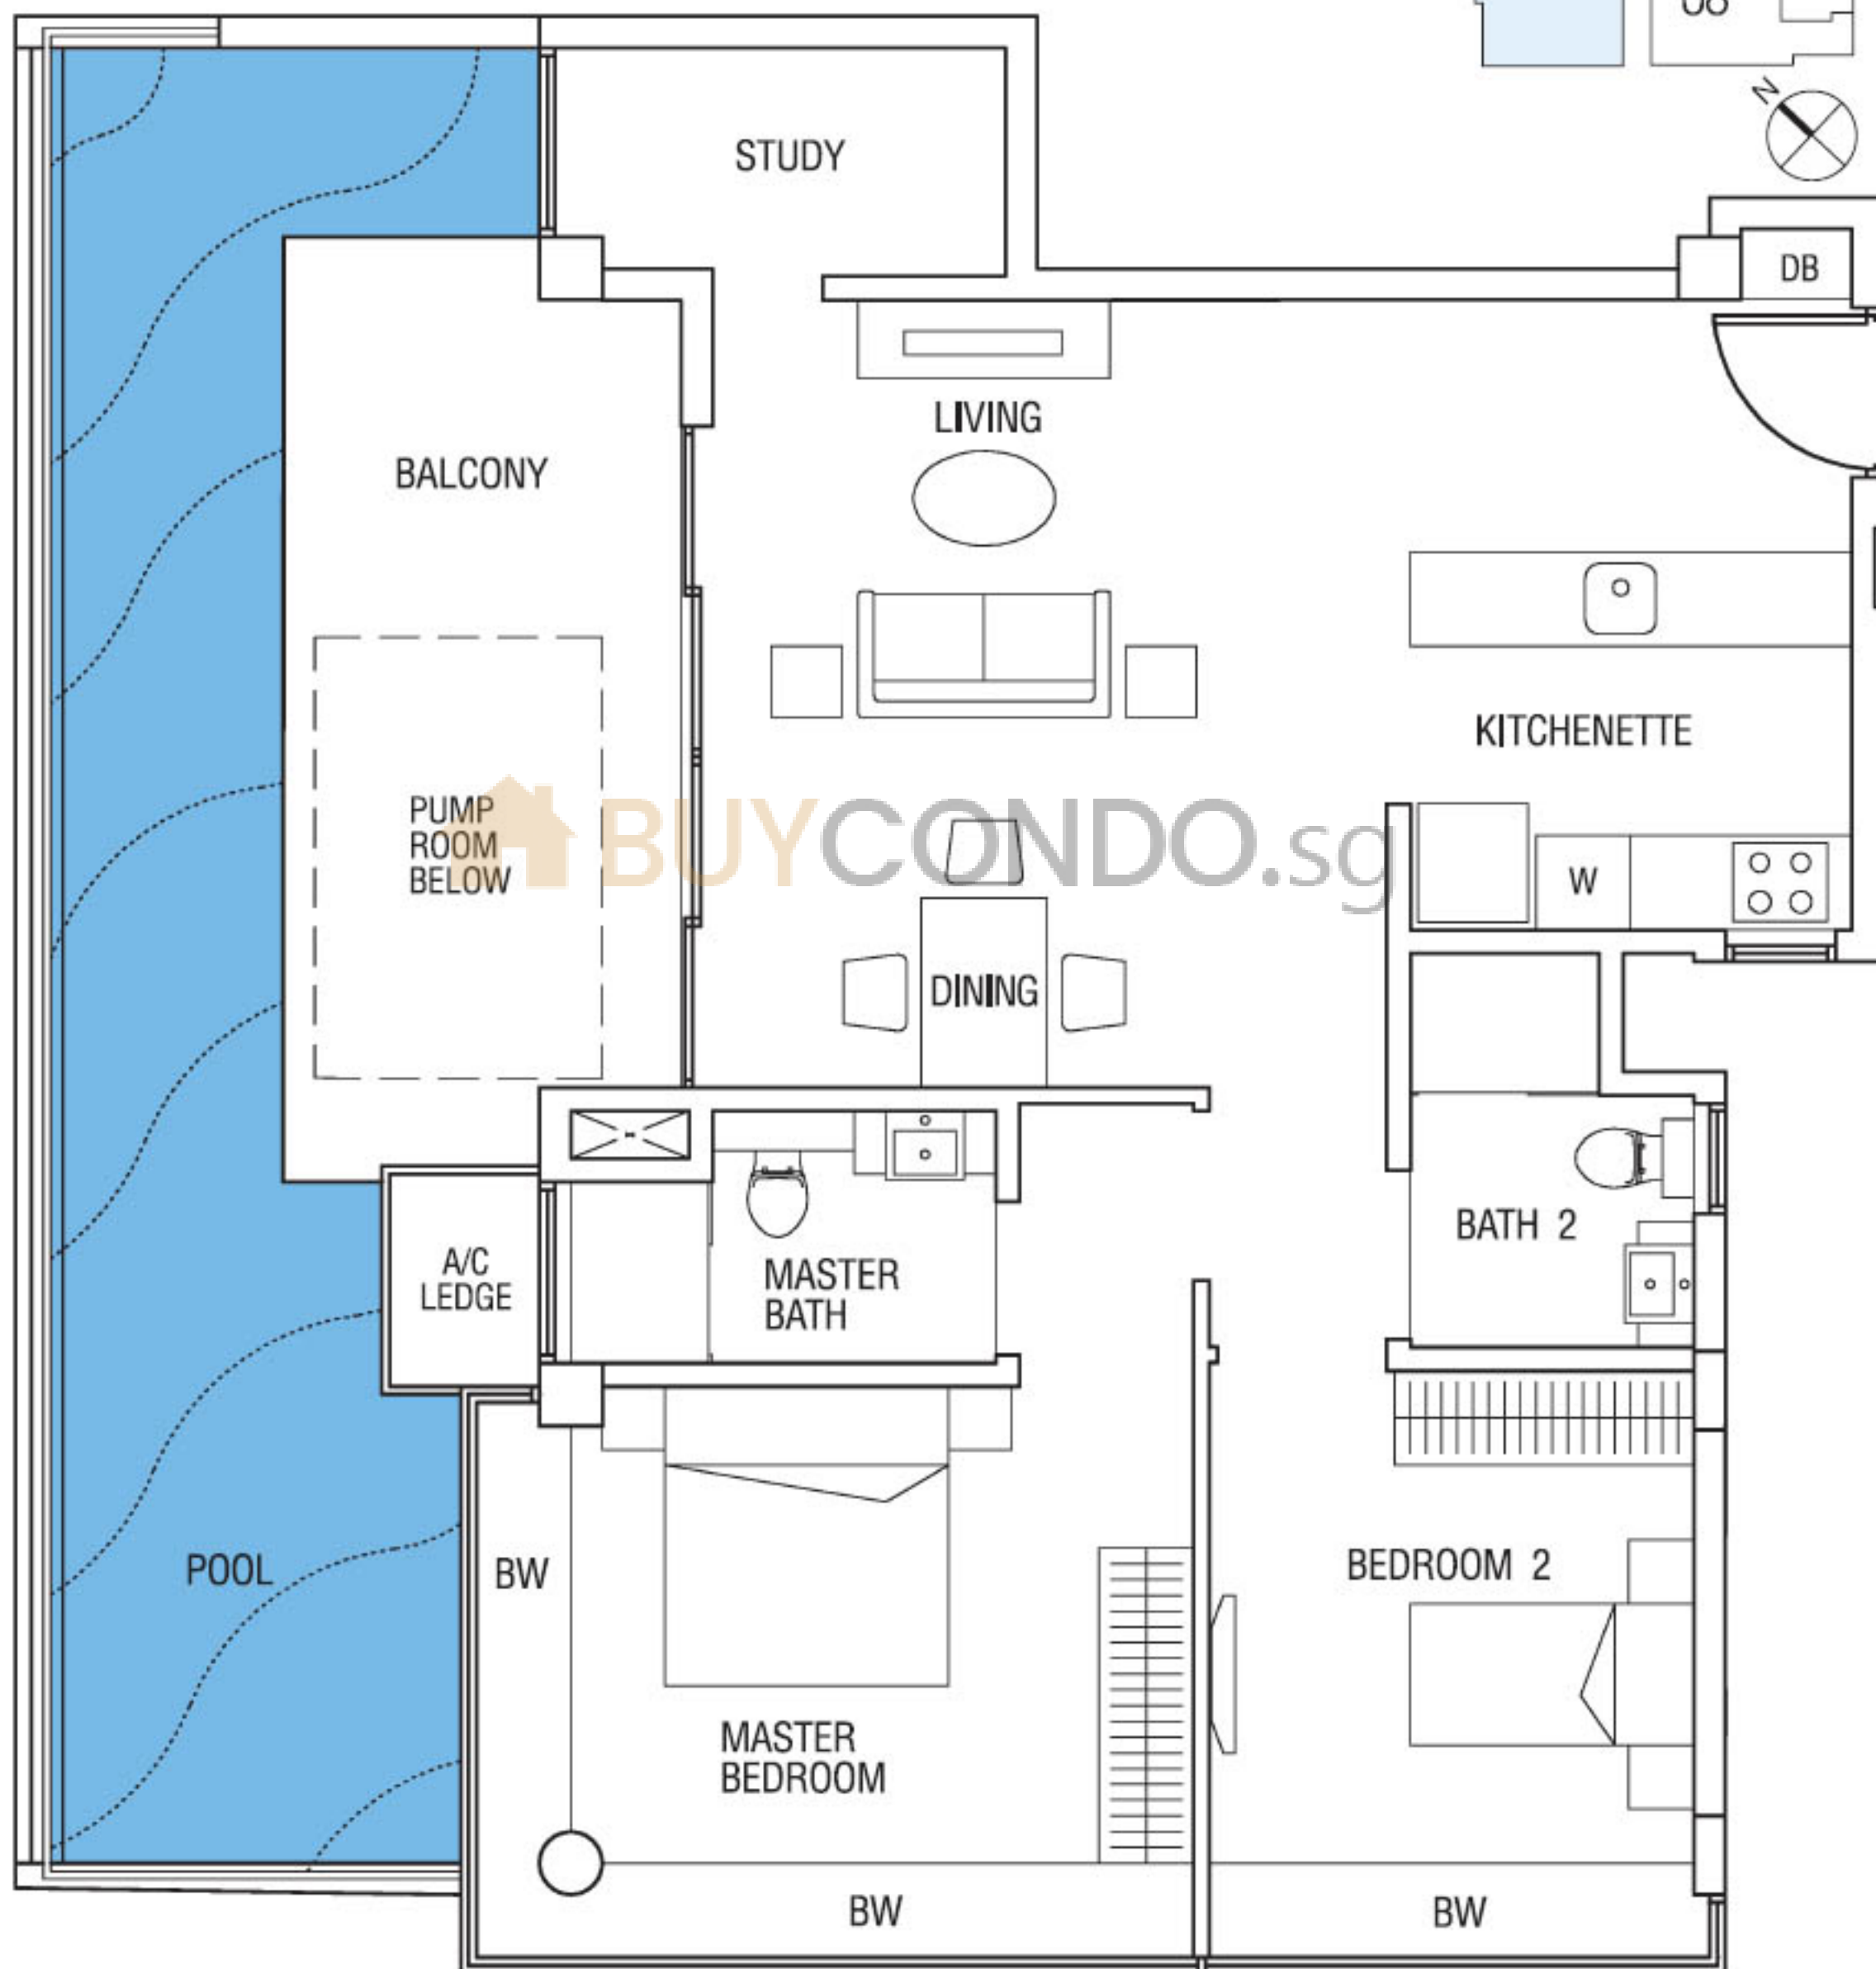 N
STUDY
DB
LIVING
BALCONY
KITCHENETTE
PUMP
ROOM
BELOW
BUYCONDO.sg
W
DINING
BATH 2
A/C
LEDGE
MASTER
BATH
POOL
BW
BEDROOM 2
MASTER
BEDROOM
BW
BW